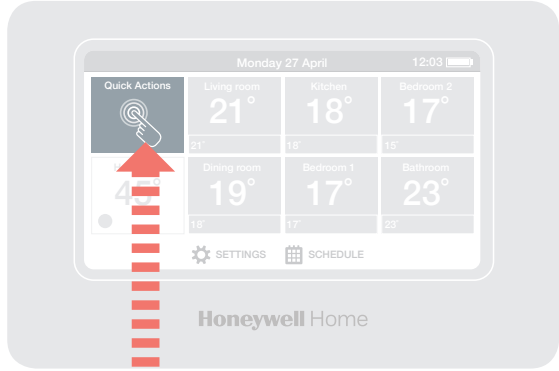 Monday 27 April 12:03
Quick Actions Living room Kitchen Bedroom 2
21° 18° 17°
21° 18° 15°
Dining room Bedroom 1 Bathroom
45° 19° 17° 23°
18° 17° 23°
SETTINGS SCHEDULE
Honeywell Home